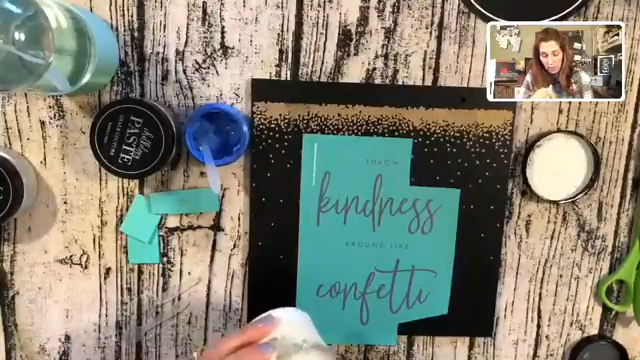 PASTE
THROW
kindness
AROUND LIKE
confetti